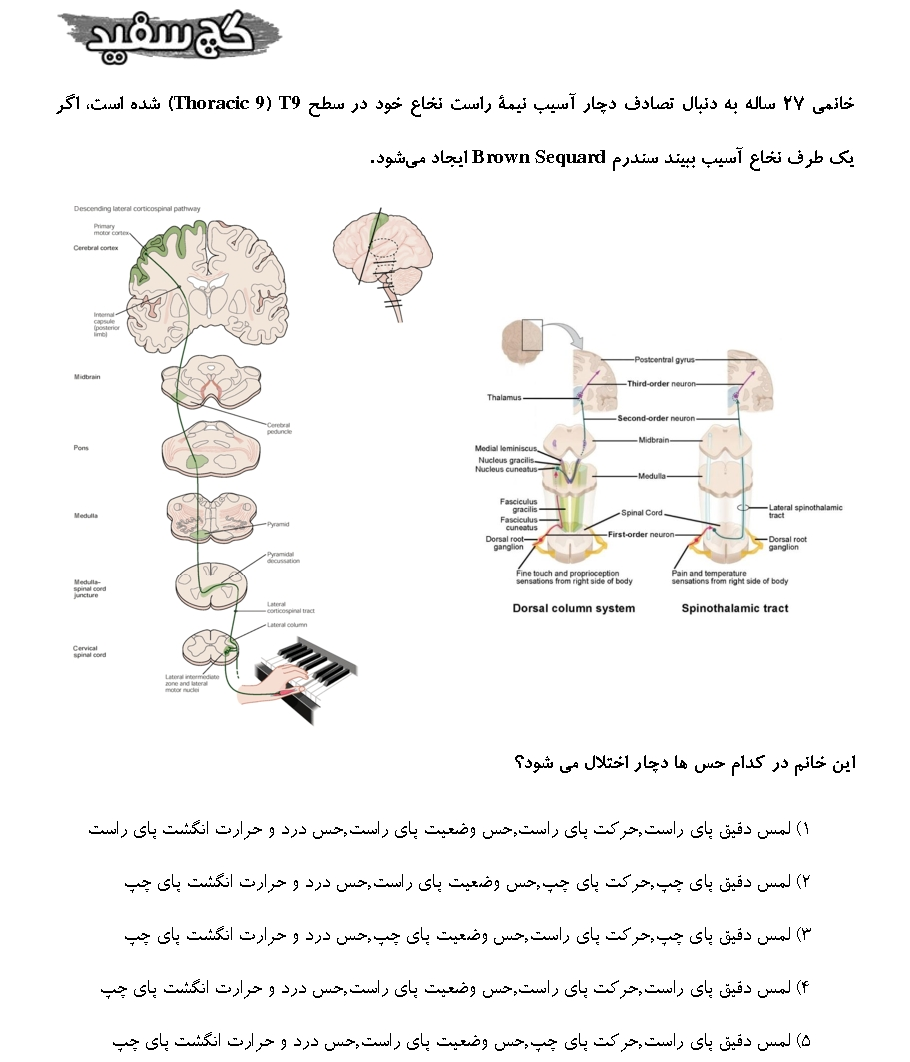 گچ سفید
خانمی ۲۷ ساله به دنبال تصادف دچار آسیب نیمهٔ راست نخاع خود در سطح T9 (Thoracic 9) شده است، اگر
یک طرف نخاع آسیب ببیند سندرم Brown Sequard ایجاد می‌شود.
Descending lateral corticospinal pathway
Primary
motor cortex
Cerebral cortex
Internal
capsule
(posterior
limb)
Midbrain
Cerebral
peduncle
Pons
Medulla
Pyramid
Pyramidal
decussation
Medulla-
spinal cord
juncture
Lateral
corticospinal tract
Lateral column
Cervical
spinal cord
Lateral intermediate
zone and lateral
motor nuclei
Postcentral gyrus
Third-order neuron
Thalamus
Second-order neuron
Midbrain
Medial leminiscus
Nucleus gracilis
Nucleus cuneatus
Medulla
Fasciculus
gracilis
Fasciculus
cuneatus
Spinal Cord
Lateral spinothalamic
tract
Dorsal root
ganglion
First-order neuron
Dorsal root
ganglion
Fine touch and proprioception
sensations from right side of body
Pain and temperature
sensations from right side of body
Dorsal column system
Spinothalamic tract
این خانم در کدام حس ها دچار اختلال می شود؟
۱) لمس دقیق پای راست,حرکت پای راست,حس وضعیت پای راست,حس درد و حرارت انگشت پای راست
۲) لمس دقیق پای چپ,حرکت پای چپ,حس وضعیت پای راست,حس درد و حرارت انگشت پای چپ
۳) لمس دقیق پای چپ,حرکت پای راست,حس وضعیت پای چپ,حس درد و حرارت انگشت پای چپ
۴) لمس دقیق پای راست,حرکت پای راست,حس وضعیت پای راست,حس درد و حرارت انگشت پای چپ
۵) لمس دقیق پای راست,حرکت پای چپ,حس وضعیت پای راست,حس درد و حرارت انگشت پای چپ